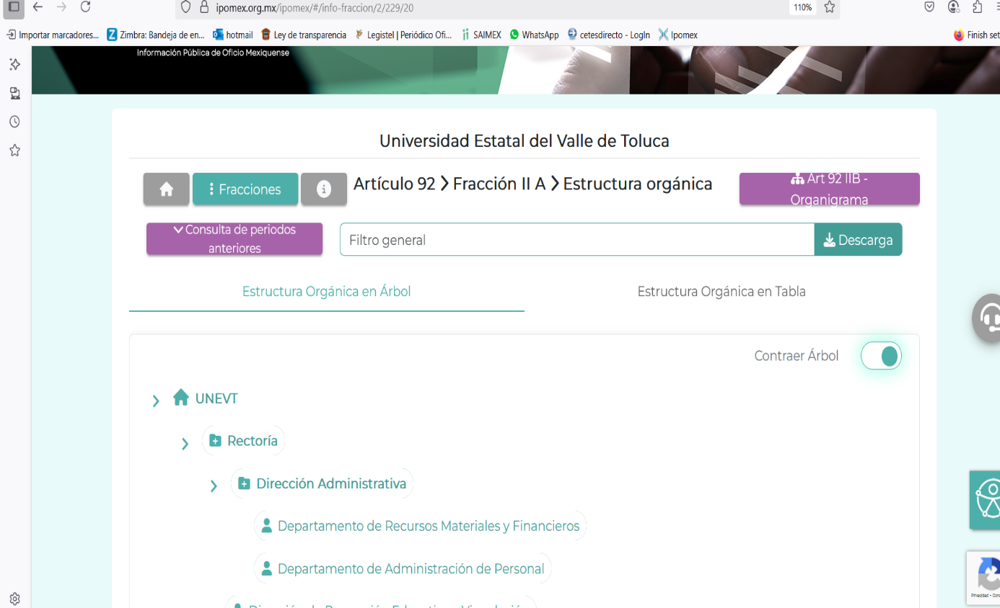 ipomex.org.mx/ipomex/#/info-fraccion/2/229/20
110%
Importar marcadores...
Zimbra: Bandeja de en...
hotmail
Ley de transparencia
Legistel | Periódico Ofi...
SAIMEX
WhatsApp
cetesdirecto - LogIn
Ipomex
Finish set
Información Pública de Oficio Mexiquense
Universidad Estatal del Valle de Toluca
Fracciones
Artículo 92 > Fracción II A > Estructura orgánica
Art 92 IIB -
Organigrama
Consulta de periodos
anteriores
Filtro general
Descarga
Estructura Orgánica en Árbol
Estructura Orgánica en Tabla
Contraer Árbol
UNEVT
Rectoría
Dirección Administrativa
Departamento de Recursos Materiales y Financieros
Departamento de Administración de Personal